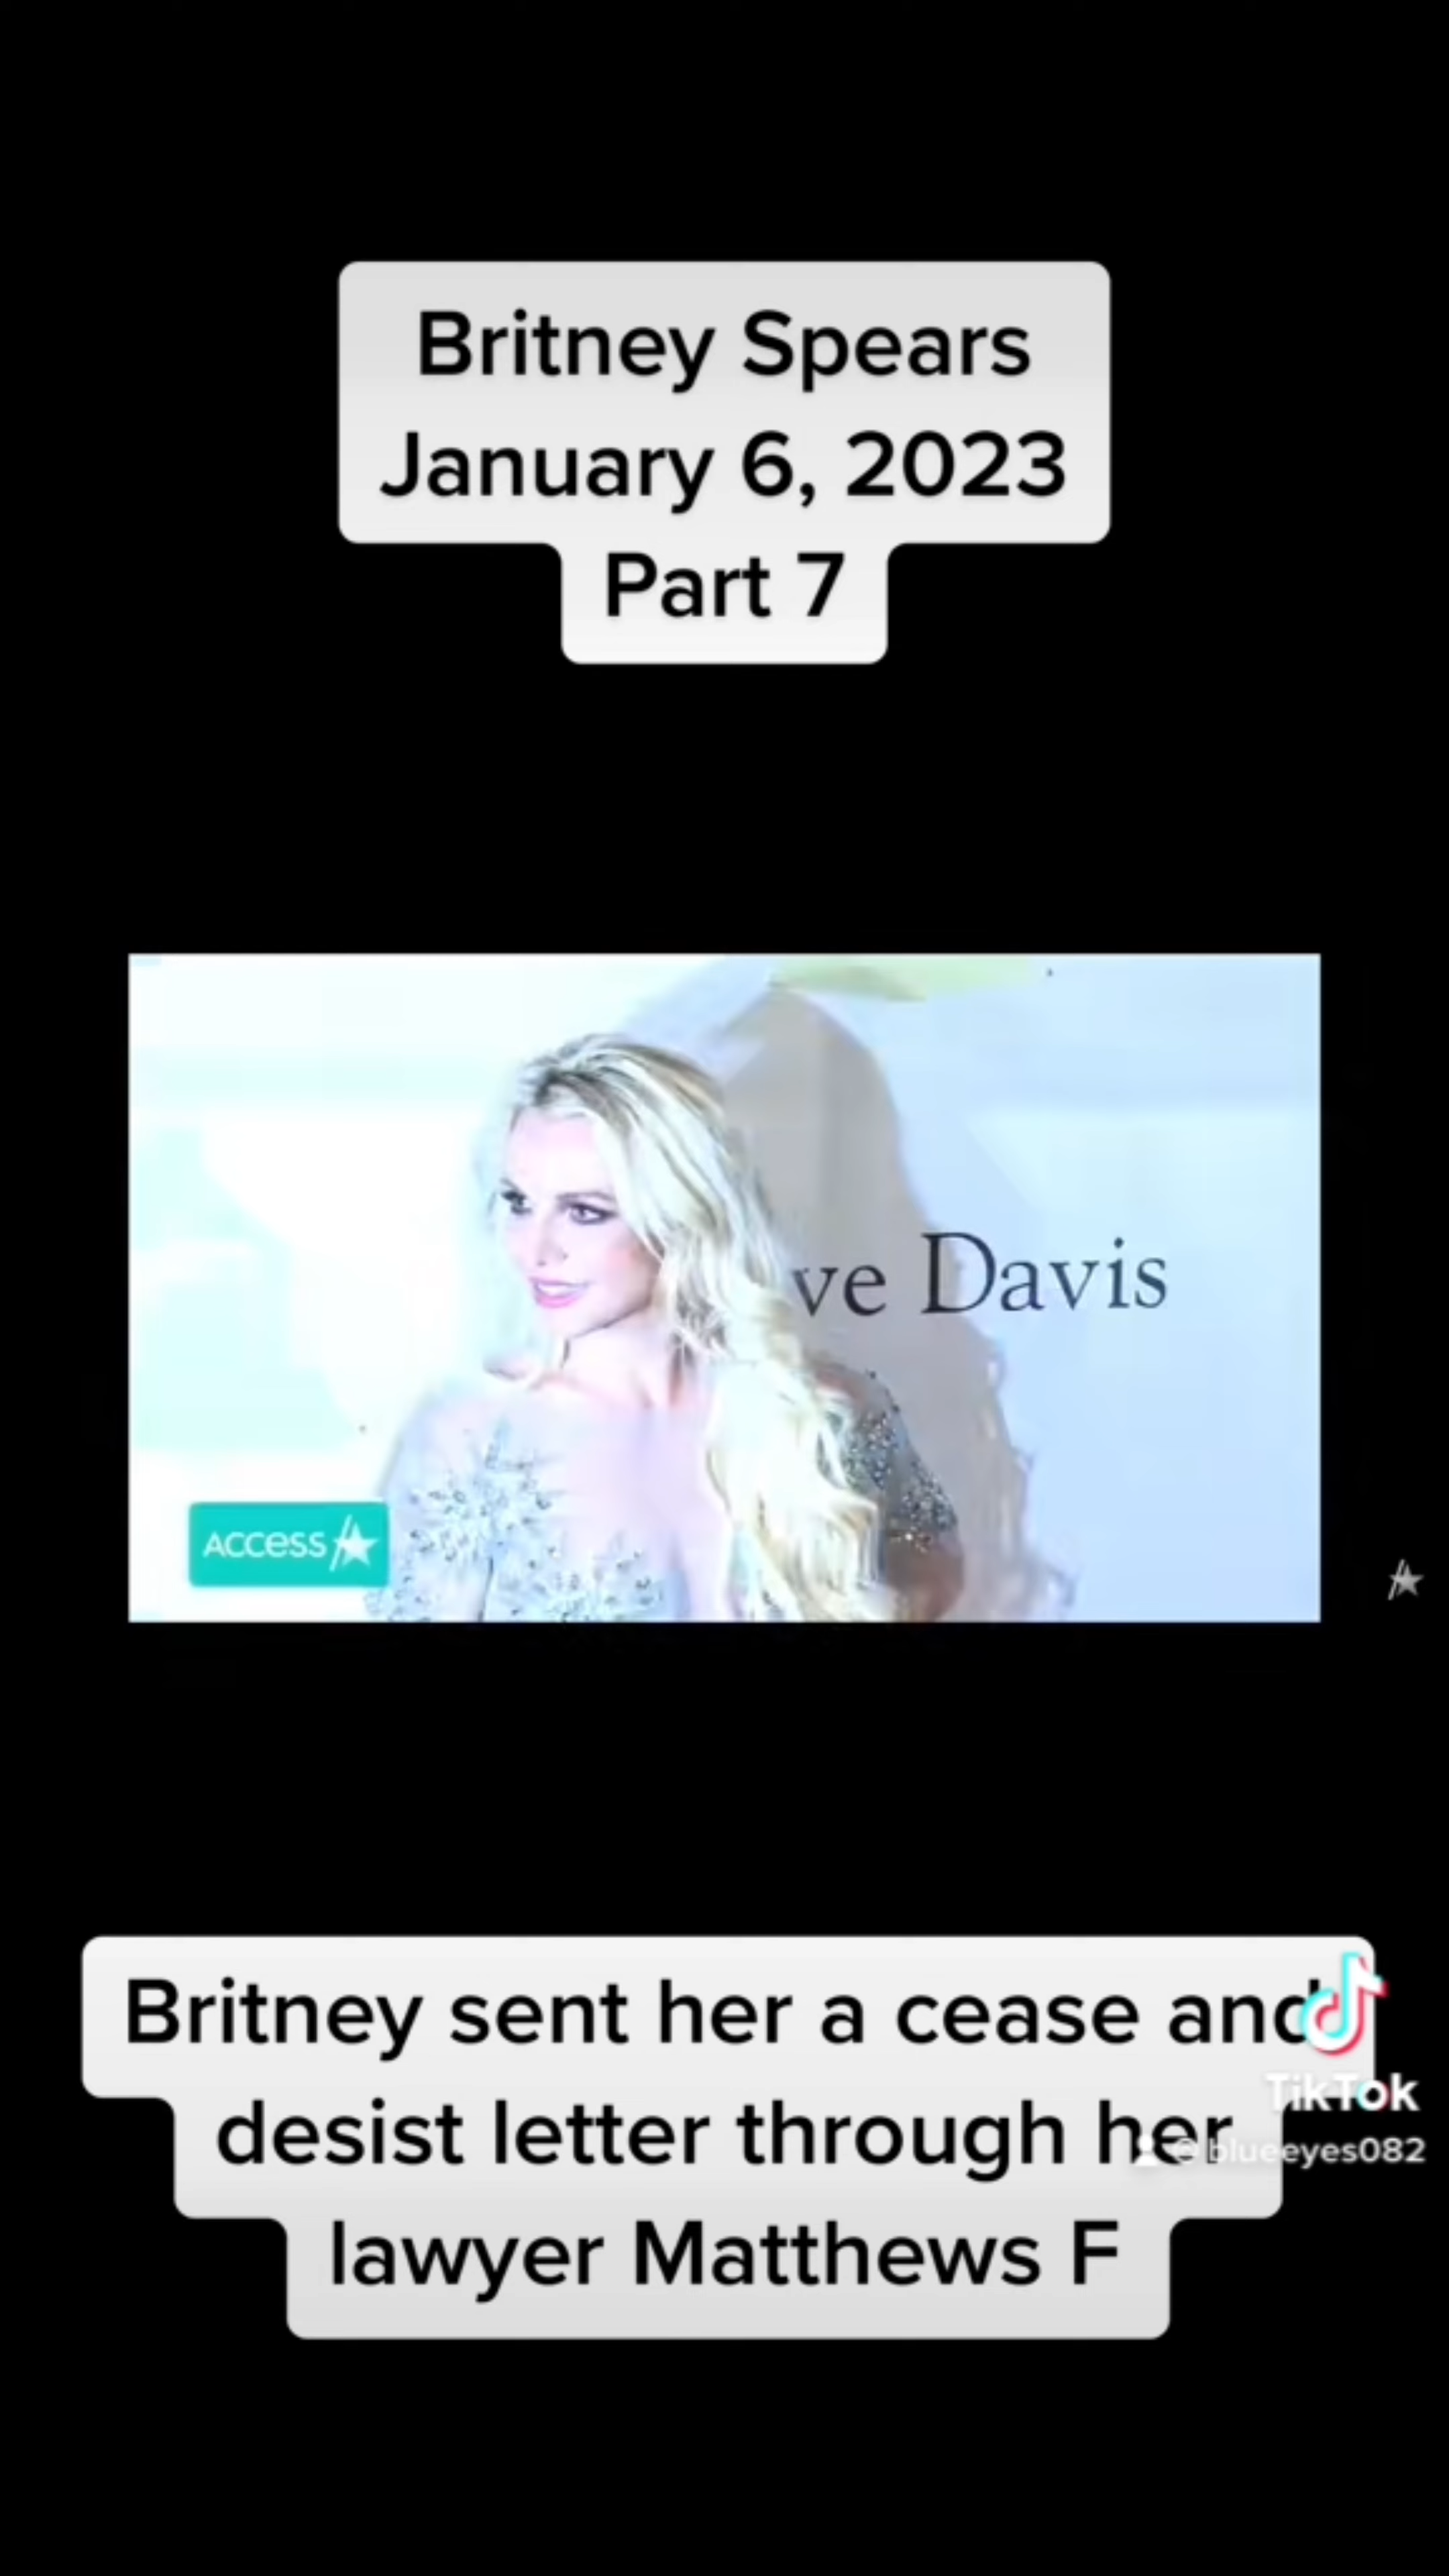 Britney Spears
January 6, 2023
Part 7
ve Davis
ACCESS
Britney sent her a cease and
desist letter through her
lawyer Matthews F
TikTok
@blueeyes082